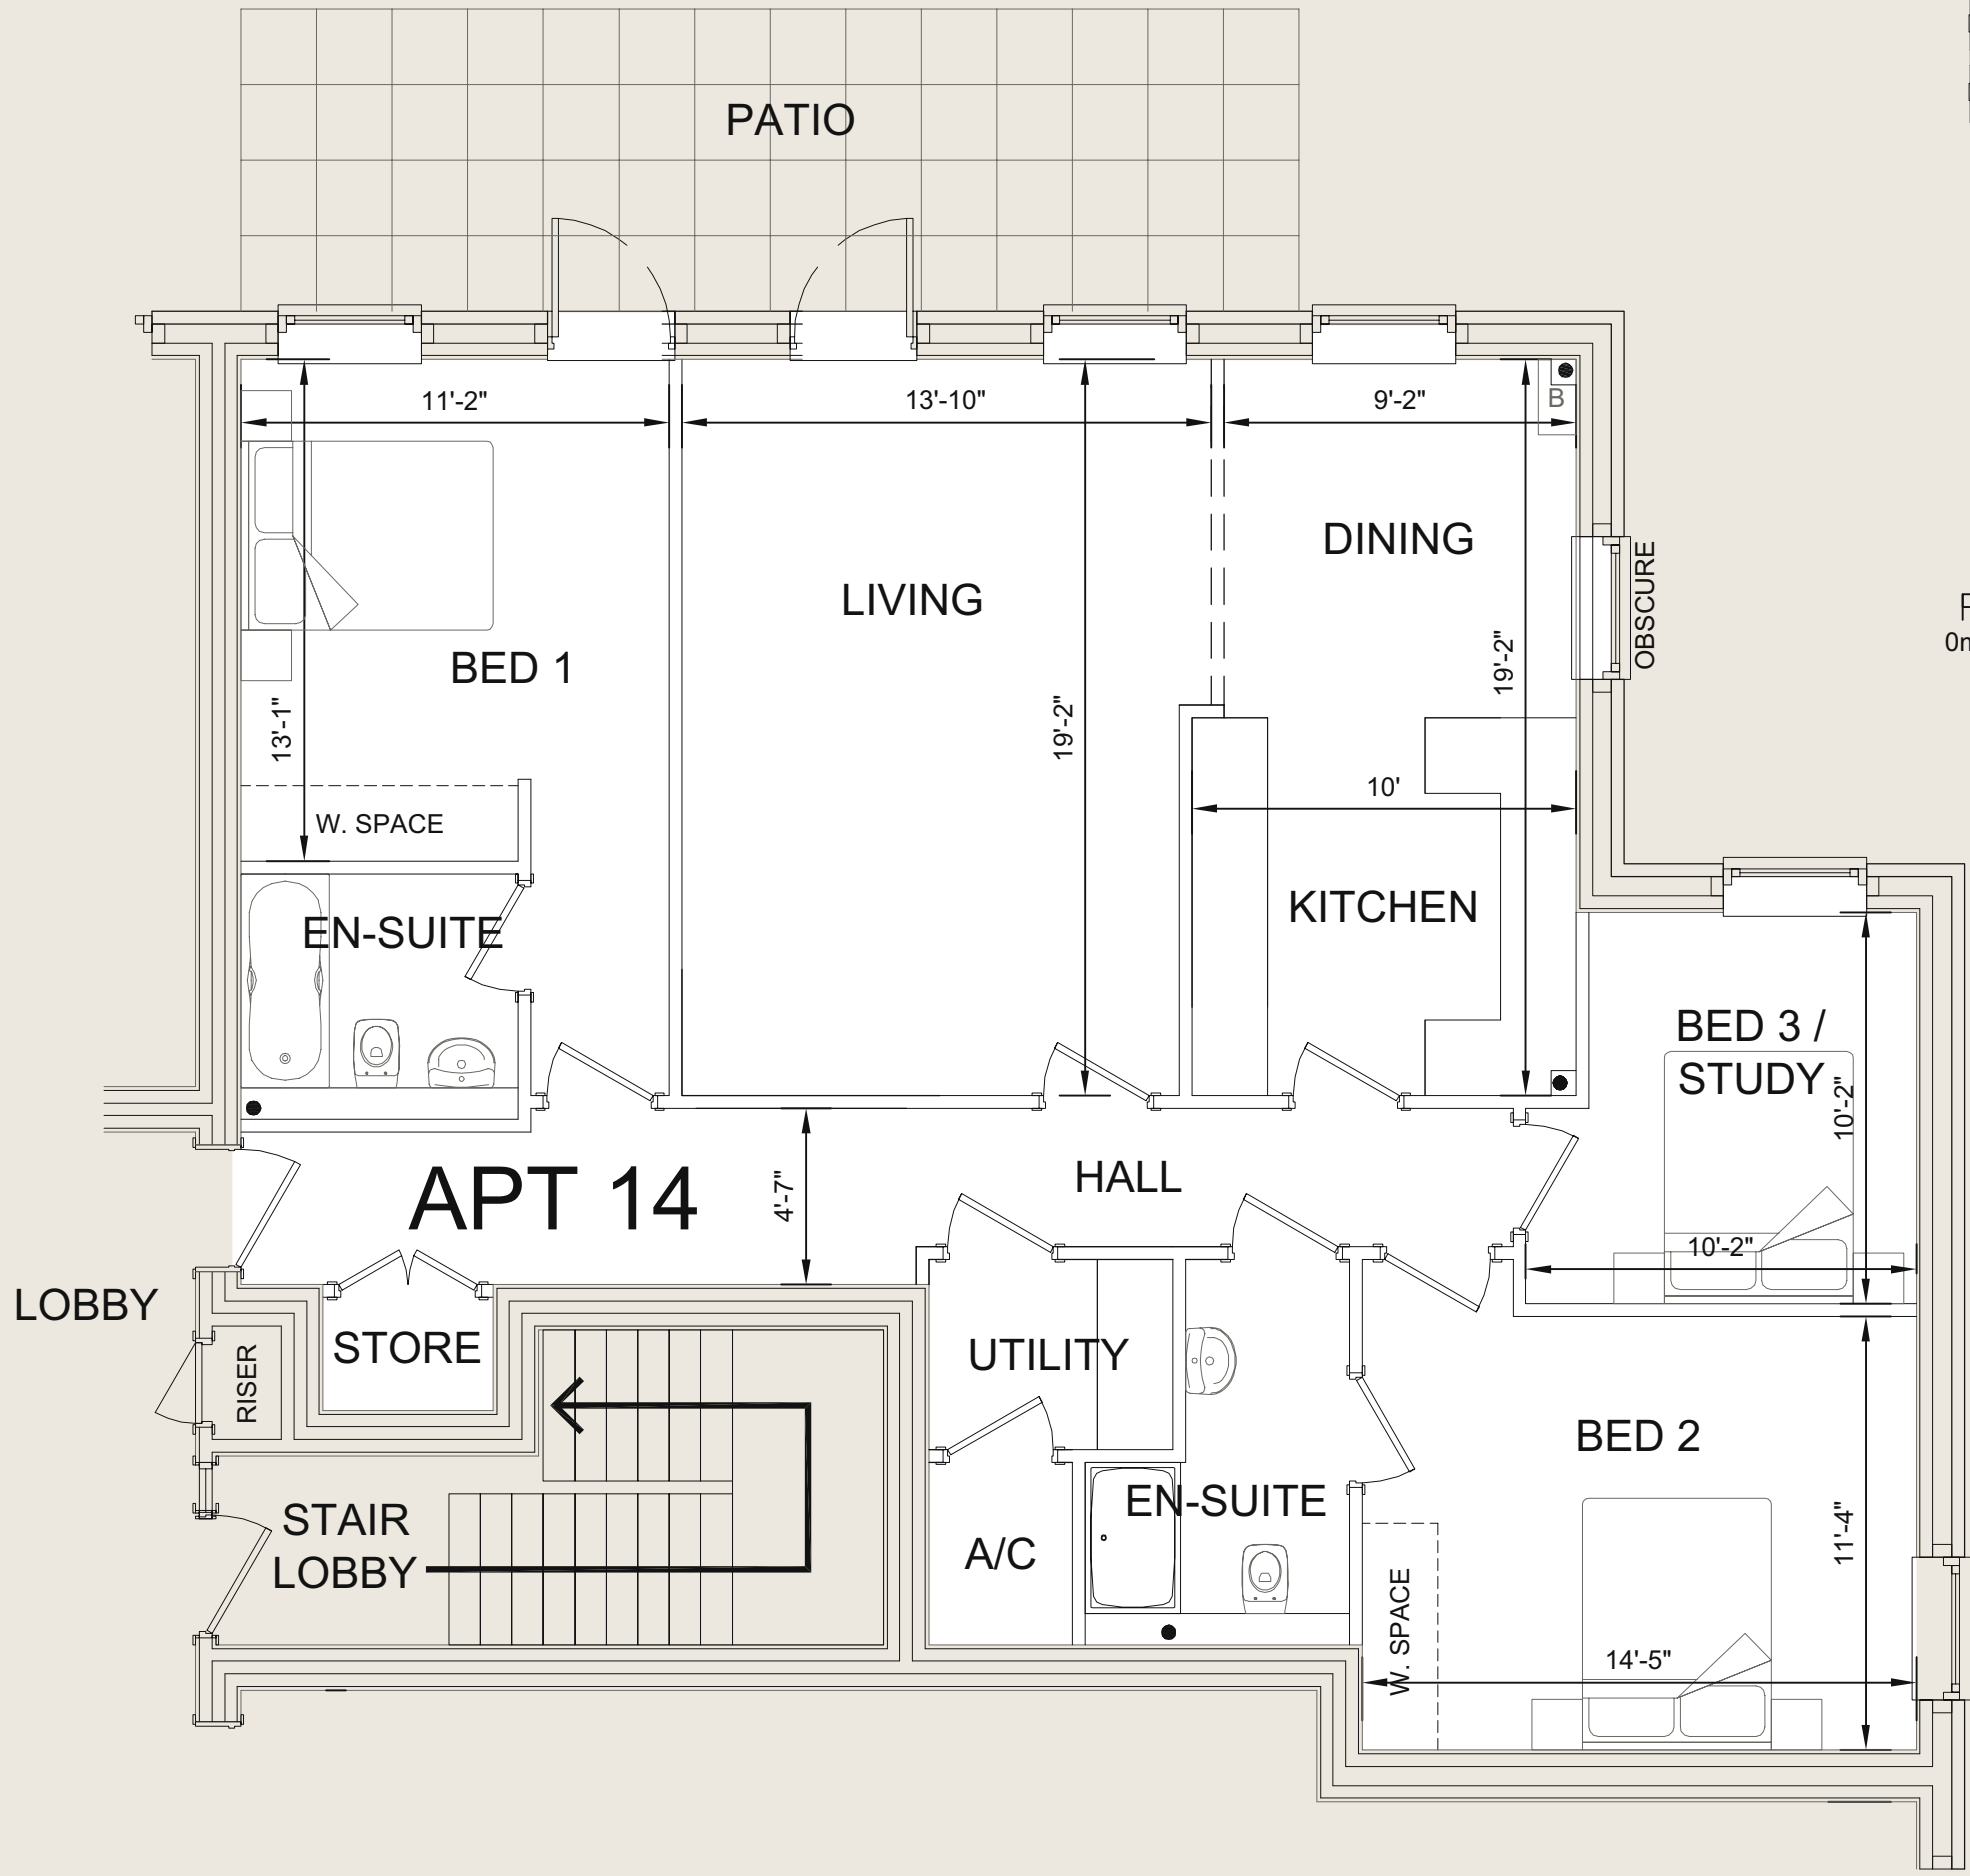 PATIO
11'-2"
13'-10"
9'-2"
B
DINING
OBSCURE
LIVING
BED 1
13'-1"
19'-2"
19'-2"
10'
W. SPACE
KITCHEN
EN-SUITE
BED 3 /
STUDY
10'-2"
APT 14
4'-7"
HALL
10'-2"
LOBBY
STORE
RISER
UTILITY
BED 2
STAIR
LOBBY
EN-SUITE
A/C
11'-4"
W. SPACE
14'-5"